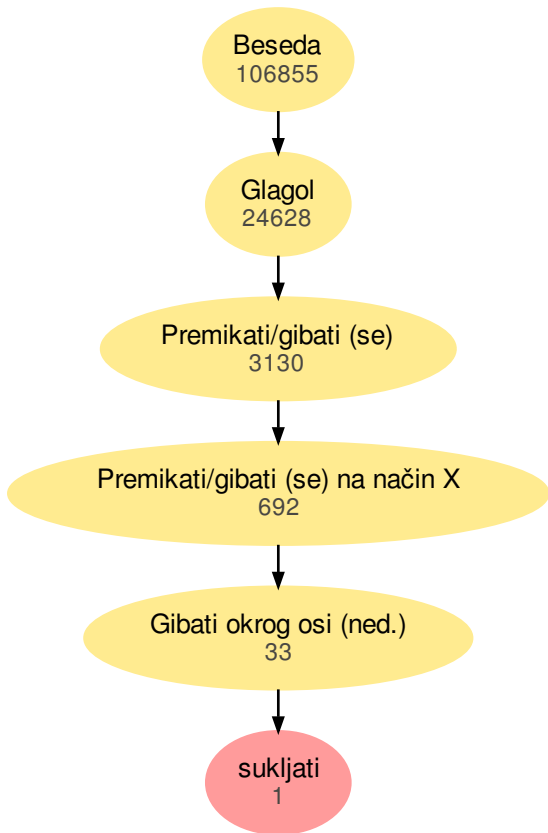 Beseda
106855
Glagol
24628
Premikati/gibati (se)
3130
Premikati/gibati (se) na način X
692
Gibati okrog osi (ned.)
33
sukljati
1